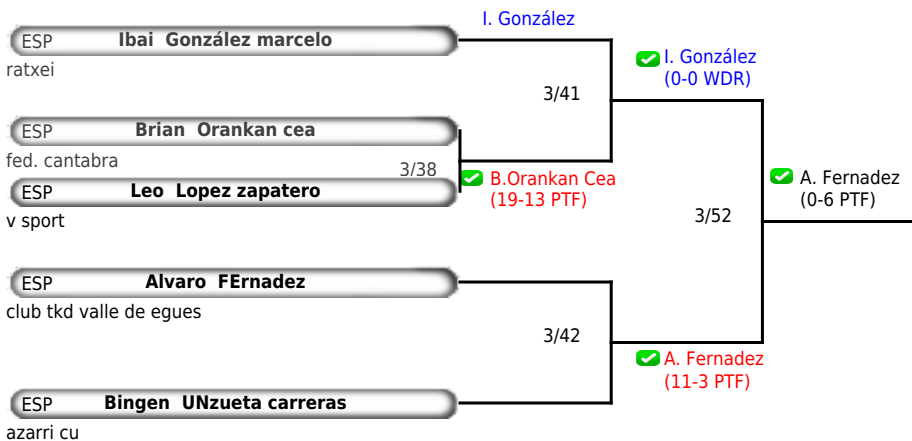 I. González
ESP Ibai González marcelo
ratxei
I. González
(0-0 WDR)
3/41
ESP Brian Orankan cea
fed. cantabra
3/38
ESP Leo Lopez zapatero
v sport
B.Orankan Cea
(19-13 PTF)
A. Fernadez
(0-6 PTF)
3/52
ESP Alvaro FErnadez
club tkd valle de egues
3/42
A. Fernadez
(11-3 PTF)
ESP Bingen UNzueta carreras
azarri cu